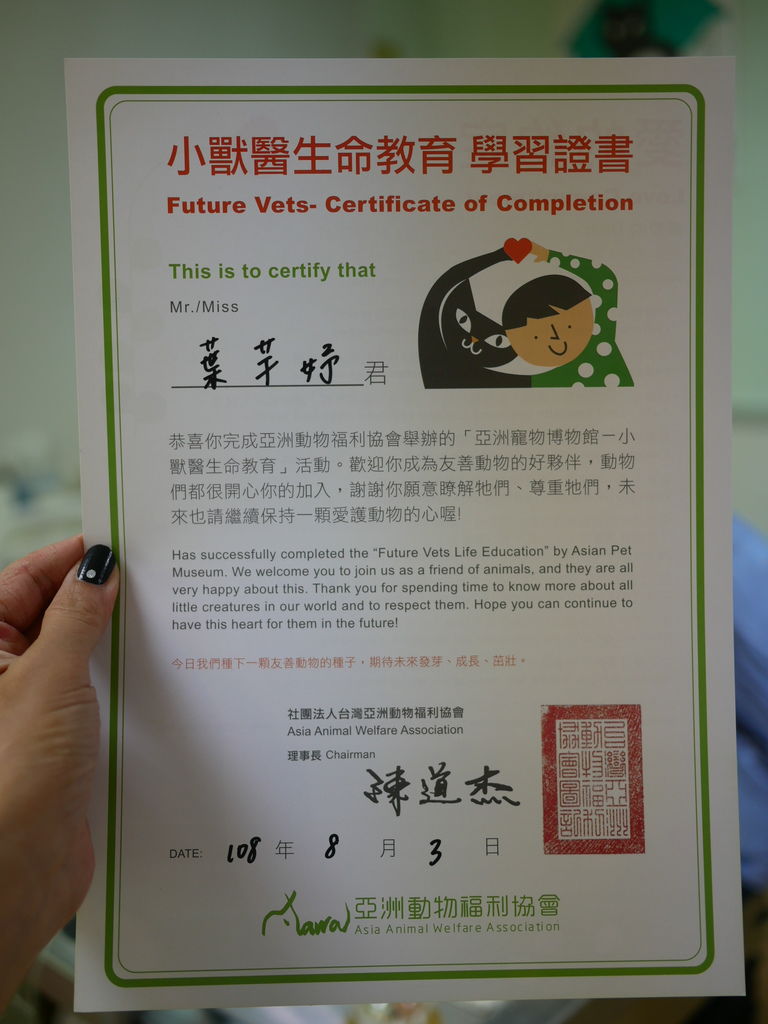 小獸醫生命教育 學習證書
Future Vets- Certificate of Completion
This is to certify that
Mr./Miss
葉芊妤君
恭喜你完成亞洲動物福利協會舉辦的「亞洲寵物博物館－小
獸醫生命教育」活動。歡迎你成為友善動物的好夥伴，動物
們都很開心你的加入，謝謝你願意瞭解牠們、尊重牠們，未
來也請繼續保持一顆愛護動物的心喔!
Has successfully completed the “Future Vets Life Education” by Asian Pet
Museum. We welcome you to join us as a friend of animals, and they are all
very happy about this. Thank you for spending time to know more about all
little creatures in our world and to respect them. Hope you can continue to
have this heart for them in the future!
今日我們種下一顆友善動物的種子，期待未來發芽、成長、茁壯。
社團法人台灣亞洲動物福利協會
Asia Animal Welfare Association
理事長 Chairman
陳道杰
DATE: 108 年 8 月 3 日
亞洲動物福利協會
Asia Animal Welfare Association